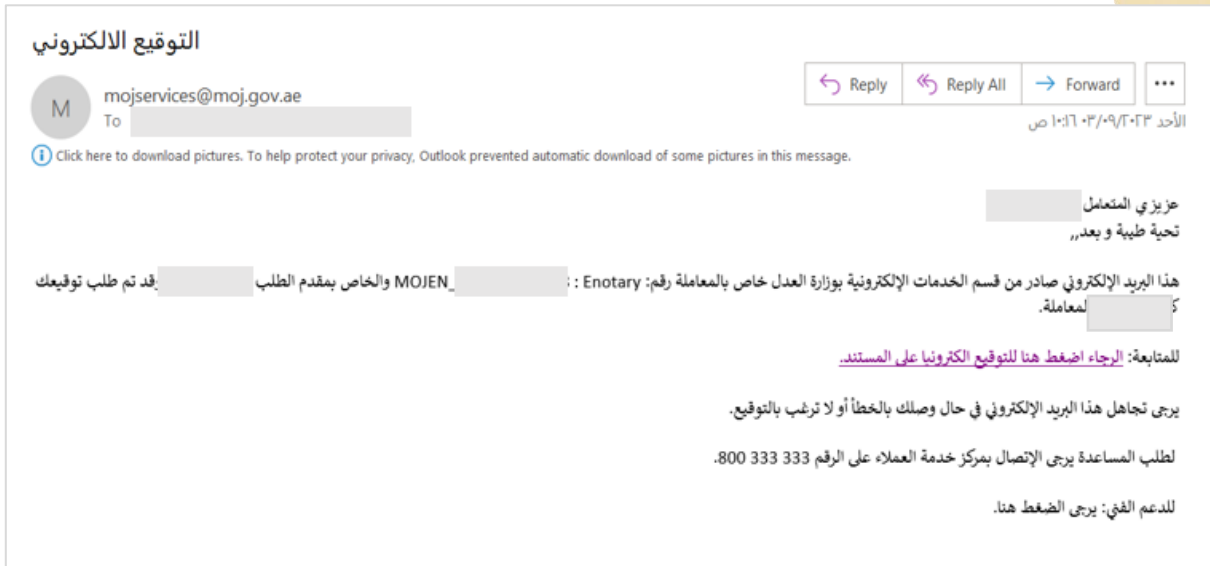 التوقيع الالكتروني
M
mojservices@moj.gov.ae
To
Reply
Reply All
Forward
الأحد ٠٣/٠٩/٢٠٢٣ ١٠:١٦ ص
Click here to download pictures. To help protect your privacy, Outlook prevented automatic download of some pictures in this message.
عزيزي المتعامل
تحية طيبة و بعد,,
هذا البريد الإلكتروني صادر من قسم الخدمات الإلكترونية بوزارة العدل خاص بالمعاملة رقم: Enotary : MOJEN_ والخاص بمقدم الطلب وقد تم طلب توقيعك
لمعاملة.
للمتابعة: الرجاء اضغط هنا للتوقيع الكترونيا على المستند.
يرجى تجاهل هذا البريد الإلكتروني في حال وصلك بالخطأ أو لا ترغب بالتوقيع.
لطلب المساعدة يرجى الإتصال بمركز خدمة العملاء على الرقم 333 333 800.
للدعم الفني: يرجى الضغط هنا.